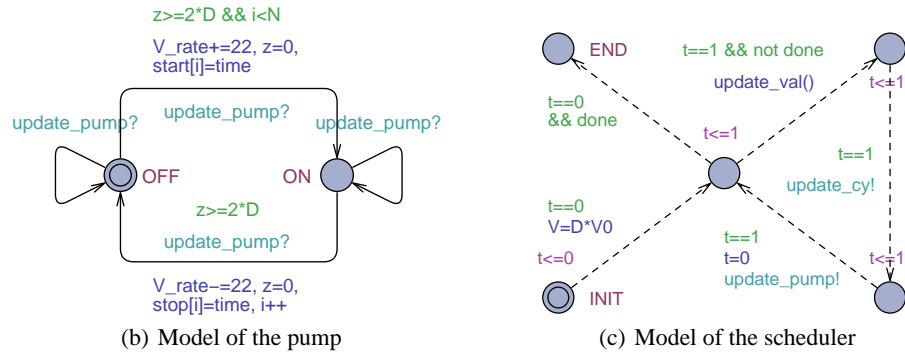 z>=2*D && i<N
V_rate+=22, z=0,
start[i]=time
update_pump?
update_pump?
update_pump?
OFF
ON
z>=2*D
update_pump?
V_rate−=22, z=0,
stop[i]=time, i++
(b) Model of the pump
END
t==1 && not done
update_val()
t<=1
t==0
&& done
t<=1
t==1
update_cy!
t==0
V=D*V0
t<=0
t==1
t=0
update_pump!
t<=1
INIT
(c) Model of the scheduler